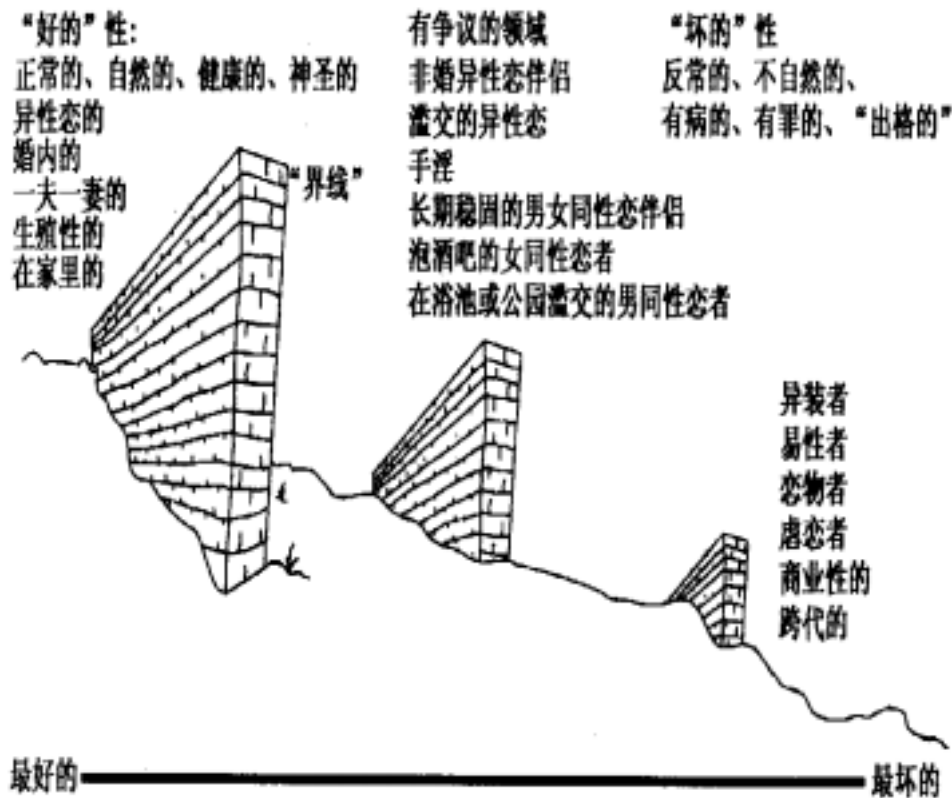 “好的”性:
正常的、自然的、健康的、神圣的
异性恋的
婚内的
一夫一妻的
生殖性的
在家里的
“界线”
有争议的领域
非婚异性恋伴侣
滥交的异性恋
手淫
长期稳固的男女同性恋伴侣
泡酒吧的女同性恋者
在浴池或公园滥交的男同性恋者
“坏的”性
反常的、不自然的、
有病的、有罪的、“出格的”
异装者
易性者
恋物者
虐恋者
商业性的
跨代的
最好的
最坏的